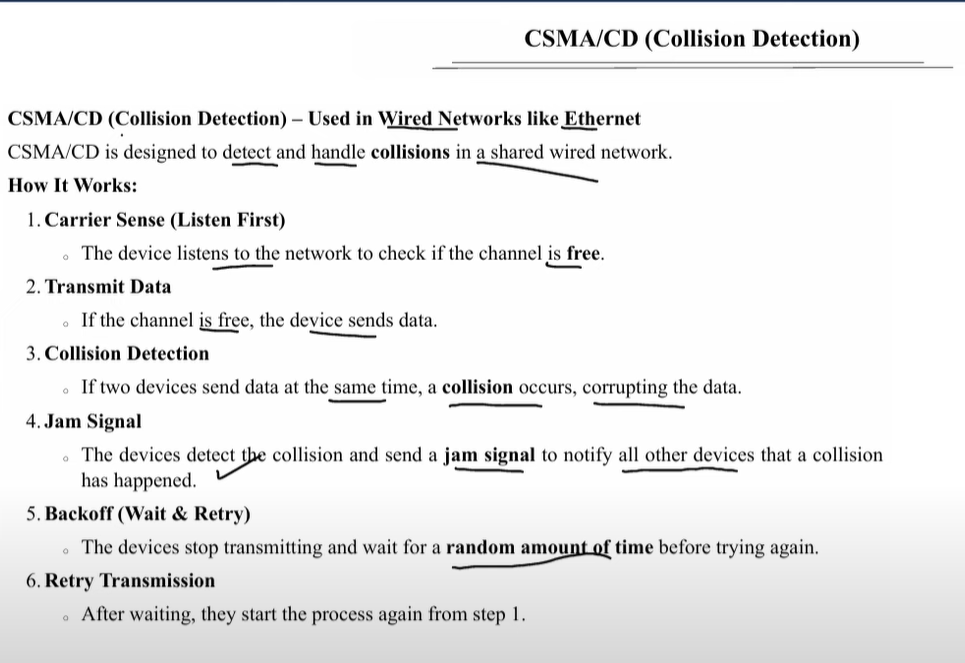 CSMA/CD (Collision Detection)
CSMA/CD (Collision Detection) – Used in Wired Networks like Ethernet
CSMA/CD is designed to detect and handle collisions in a shared wired network.
How It Works:
1. Carrier Sense (Listen First)
◦ The device listens to the network to check if the channel is free.
2. Transmit Data
◦ If the channel is free, the device sends data.
3. Collision Detection
◦ If two devices send data at the same time, a collision occurs, corrupting the data.
4. Jam Signal
◦ The devices detect the collision and send a jam signal to notify all other devices that a collision
has happened.
5. Backoff (Wait & Retry)
◦ The devices stop transmitting and wait for a random amount of time before trying again.
6. Retry Transmission
◦ After waiting, they start the process again from step 1.